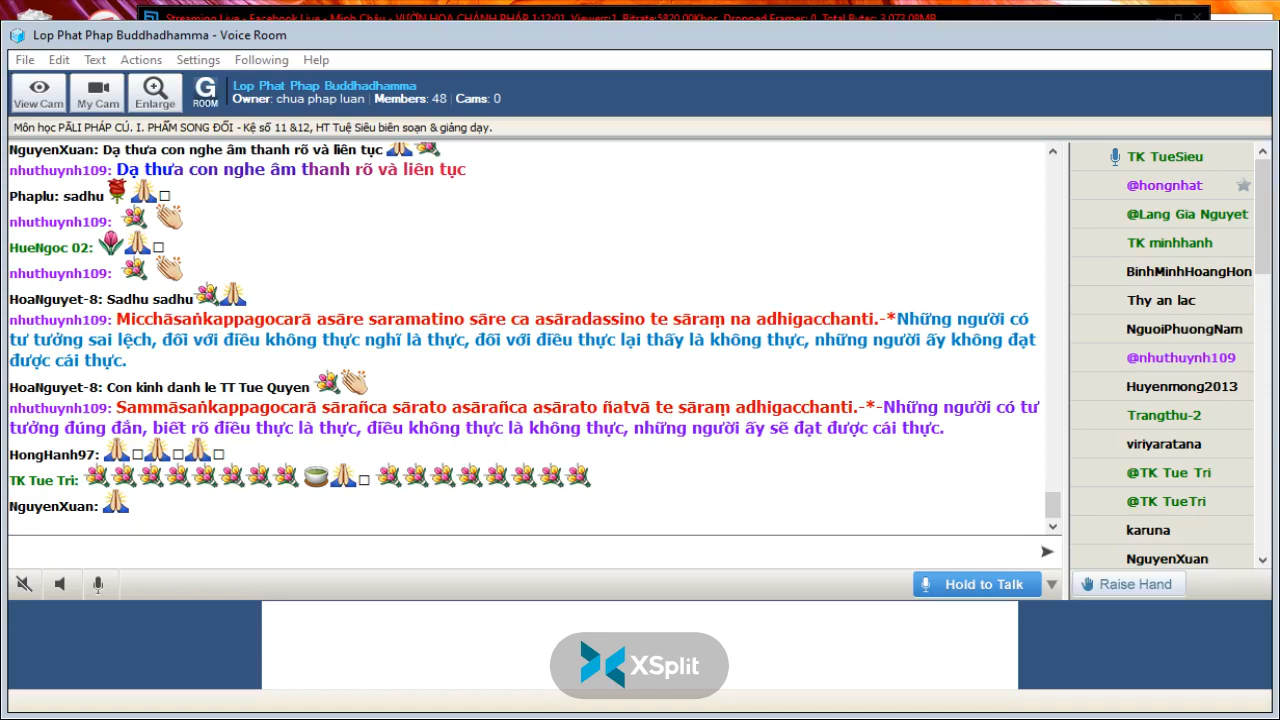 Streaming Live - Facebook Live - Minh Châu - VƯỜN HOA CHÁNH PHÁP 1:12:01, Viewers:1, Bitrate:5820.00Kbps, Dropped Frames: 0, Total Bytes: 3,073.08MB
Lop Phat Phap Buddhadhamma - Voice Room
File Edit Text Actions Settings Following Help
View Cam My Cam Enlarge G ROOM
Lop Phat Phap Buddhadhamma
Owner: chua phap luan | Members: 48 | Cams: 0
Môn học PĀLI PHÁP CÚ. I. PHẨM SONG ĐỐI - Kệ số 11 &12, HT Tuệ Siêu biên soạn & giảng dạy.
NguyenXuan: Dạ thưa con nghe âm thanh rõ và liên tục
nhuthuynh109: Dạ thưa con nghe âm thanh rõ và liên tục
Phaplu: sadhu
nhuthuynh109:
HueNgoc 02:
nhuthuynh109:
HoaNguyet-8: Sadhu sadhu
nhuthuynh109: Micchāsaṅkappagocarā asāre saramatino sāre ca asāradassino te sāraṃ na adhigacchanti.-*Những người có
tư tưởng sai lệch, đối với điều không thực nghĩ là thực, đối với điều thực lại thấy là không thực, những người ấy không đạt
được cái thực.
HoaNguyet-8: Con kinh danh le TT Tue Quyen
nhuthuynh109: Sammāsaṅkappagocarā sārañca sārato asārañca asārato ñatvā te sāraṃ adhigacchanti.-*-Những người có tư
tưởng đúng đắn, biết rõ điều thực là thực, điều không thực là không thực, những người ấy sẽ đạt được cái thực.
HongHanh97:
TK Tue Tri:
NguyenXuan:
TK TueSieu
@hongnhat
@Lang Gia Nguyet
TK minhhanh
BinhMinhHoangHon
Thy an lac
NguoiPhuongNam
@nhuthuynh109
Huyenmong2013
Trangthu-2
viriyaratana
@TK Tue Tri
@TK TueTri
karuna
NguyenXuan
Hold to Talk
Raise Hand
XSplit